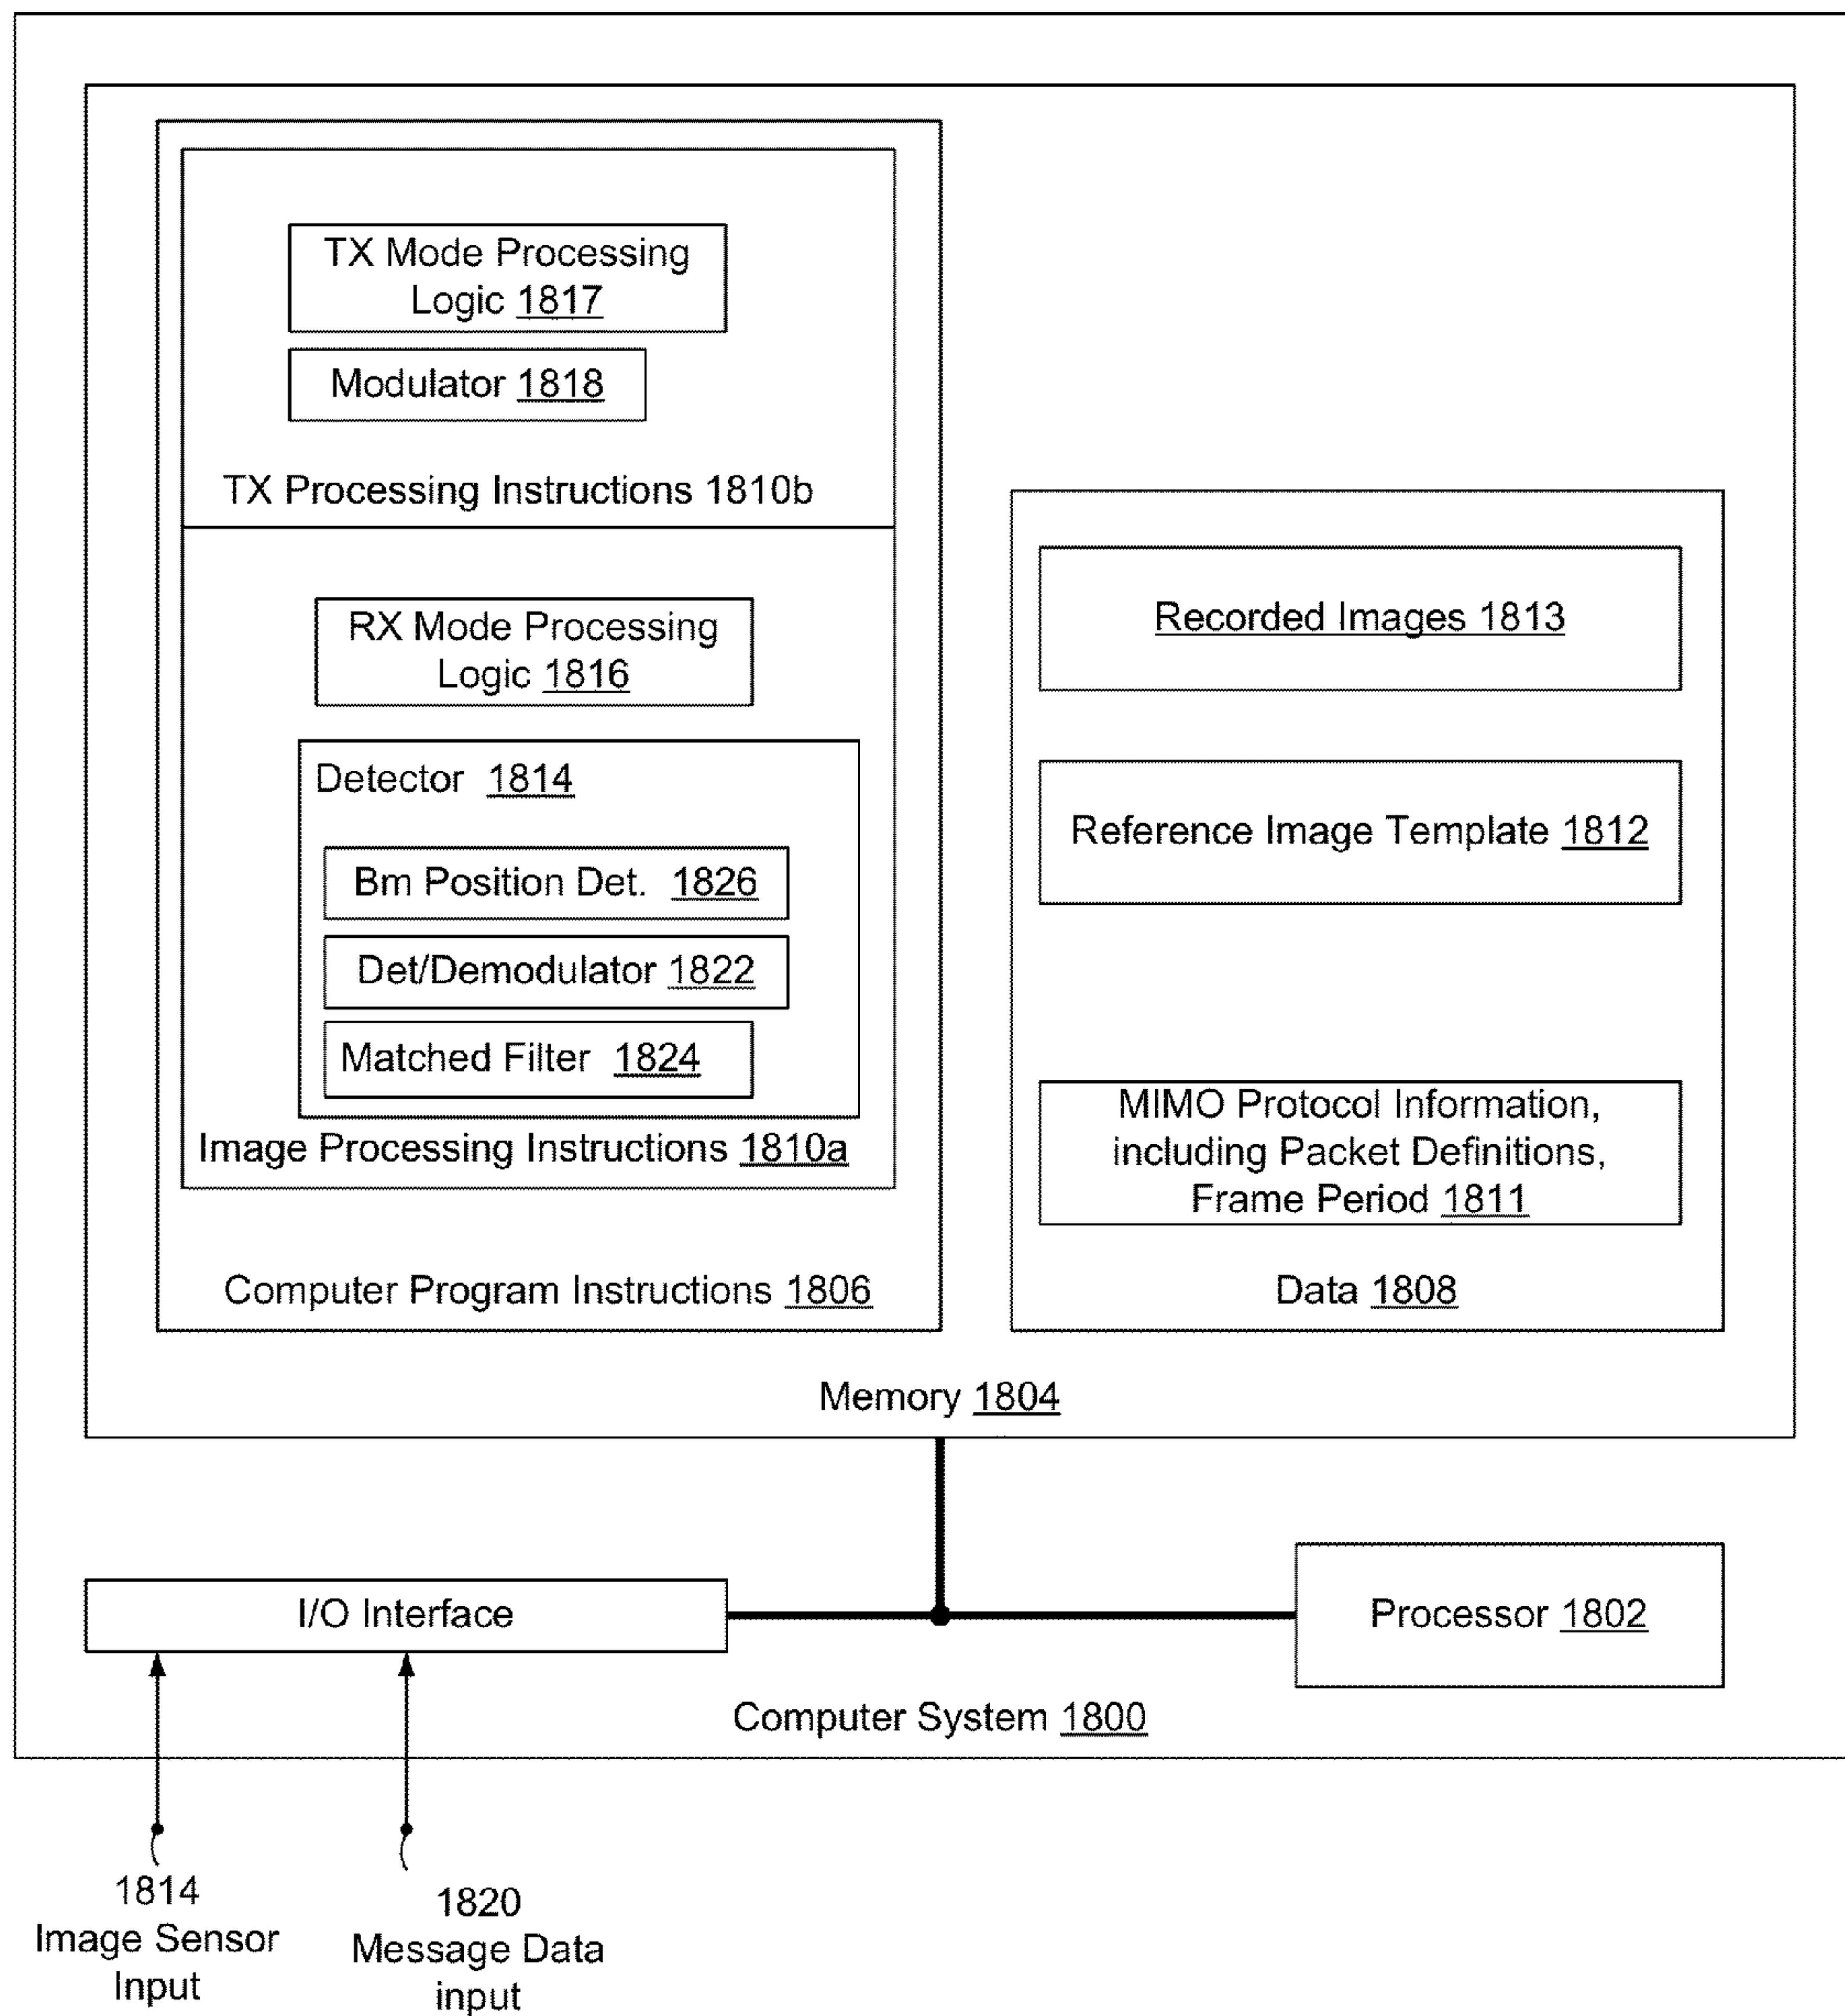 TX Mode Processing
Logic 1817
Modulator 1818
TX Processing Instructions 1810b
RX Mode Processing
Logic 1816
Detector 1814
Bm Position Det. 1826
Det/Demodulator 1822
Matched Filter 1824
Image Processing Instructions 1810a
Computer Program Instructions 1806
Recorded Images 1813
Reference Image Template 1812
MIMO Protocol Information,
including Packet Definitions,
Frame Period 1811
Data 1808
Memory 1804
I/O Interface
Processor 1802
Computer System 1800
1814
Image Sensor
Input
1820
Message Data
input